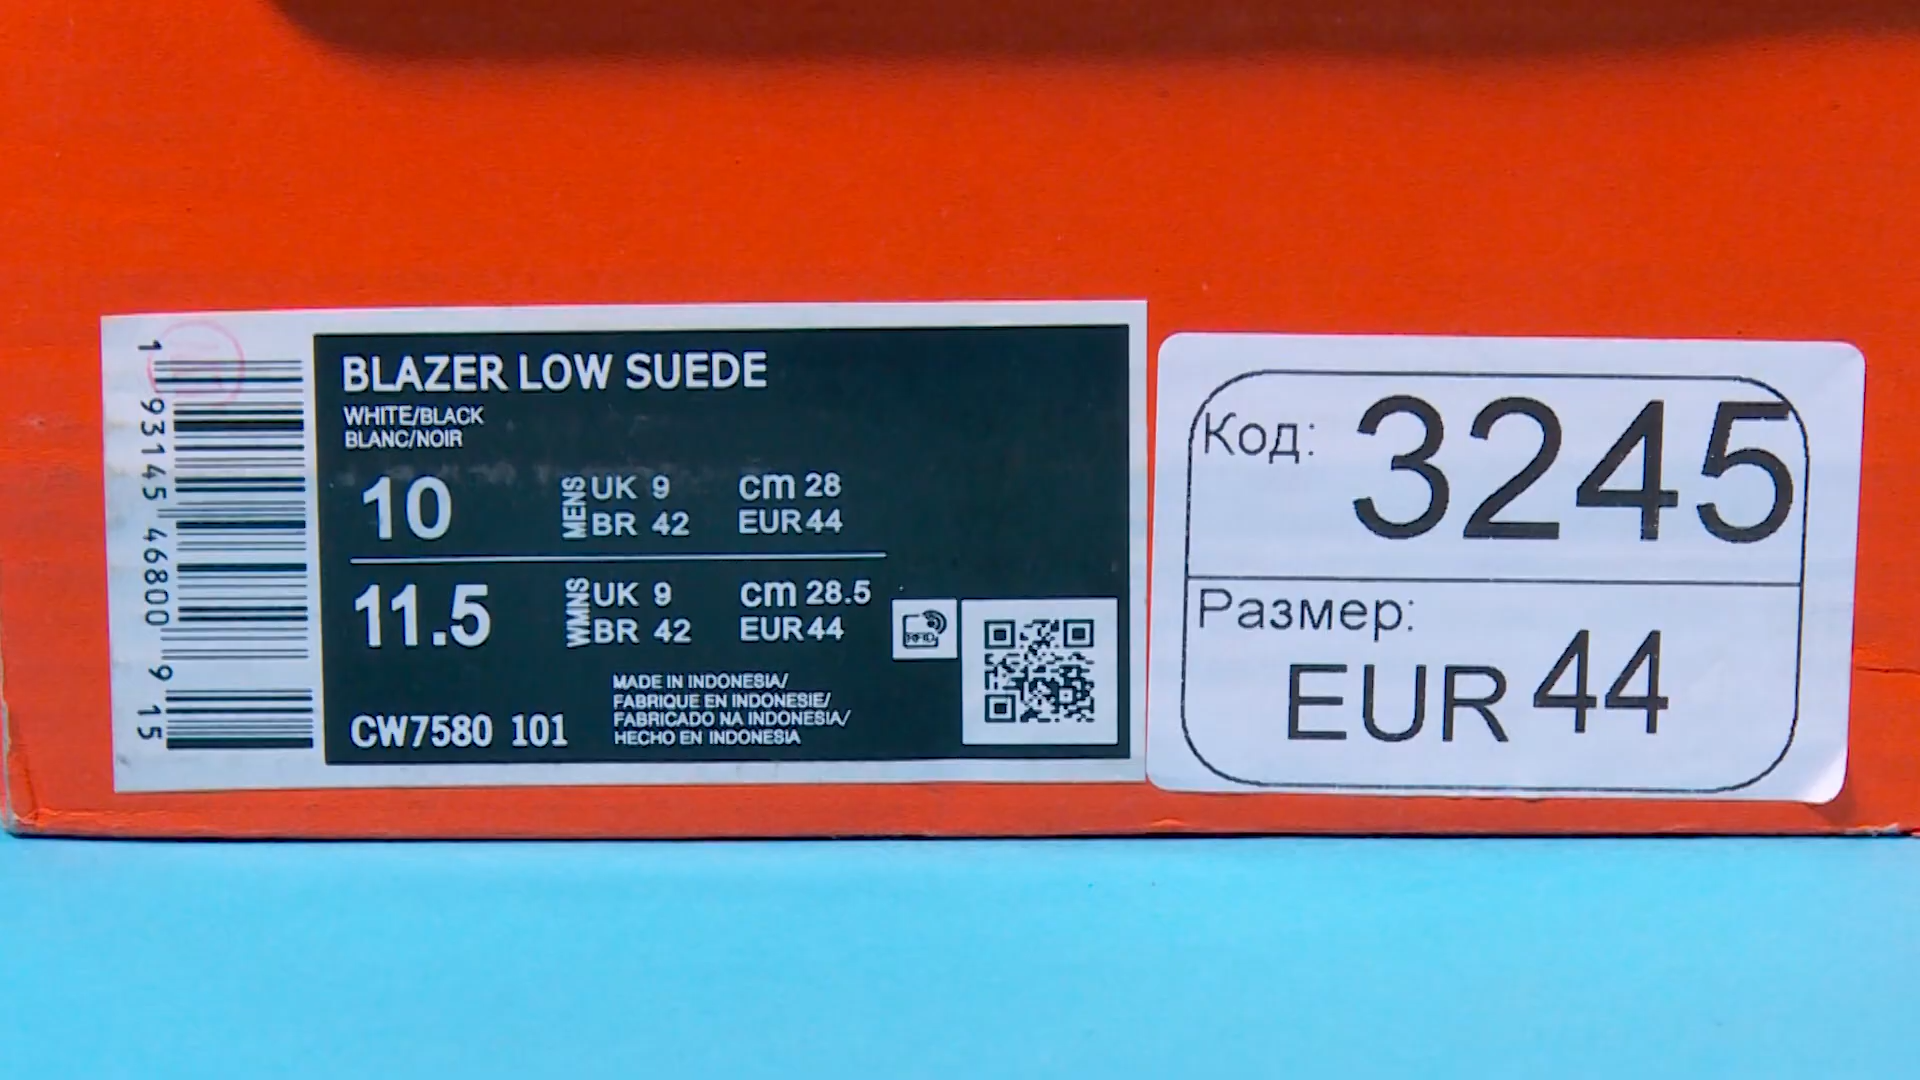 1 93145 46800 9 15
BLAZER LOW SUEDE
WHITE/BLACK
BLANC/NOIR
10
MENS
UK 9
BR 42
cm 28
EUR 44
11.5
WMNS
UK 9
BR 42
cm 28.5
EUR 44
RFID
CW7580 101
MADE IN INDONESIA/
FABRIQUE EN INDONESIE/
FABRICADO NA INDONESIA/
HECHO EN INDONESIA
Код: 3245
Размер:
EUR 44